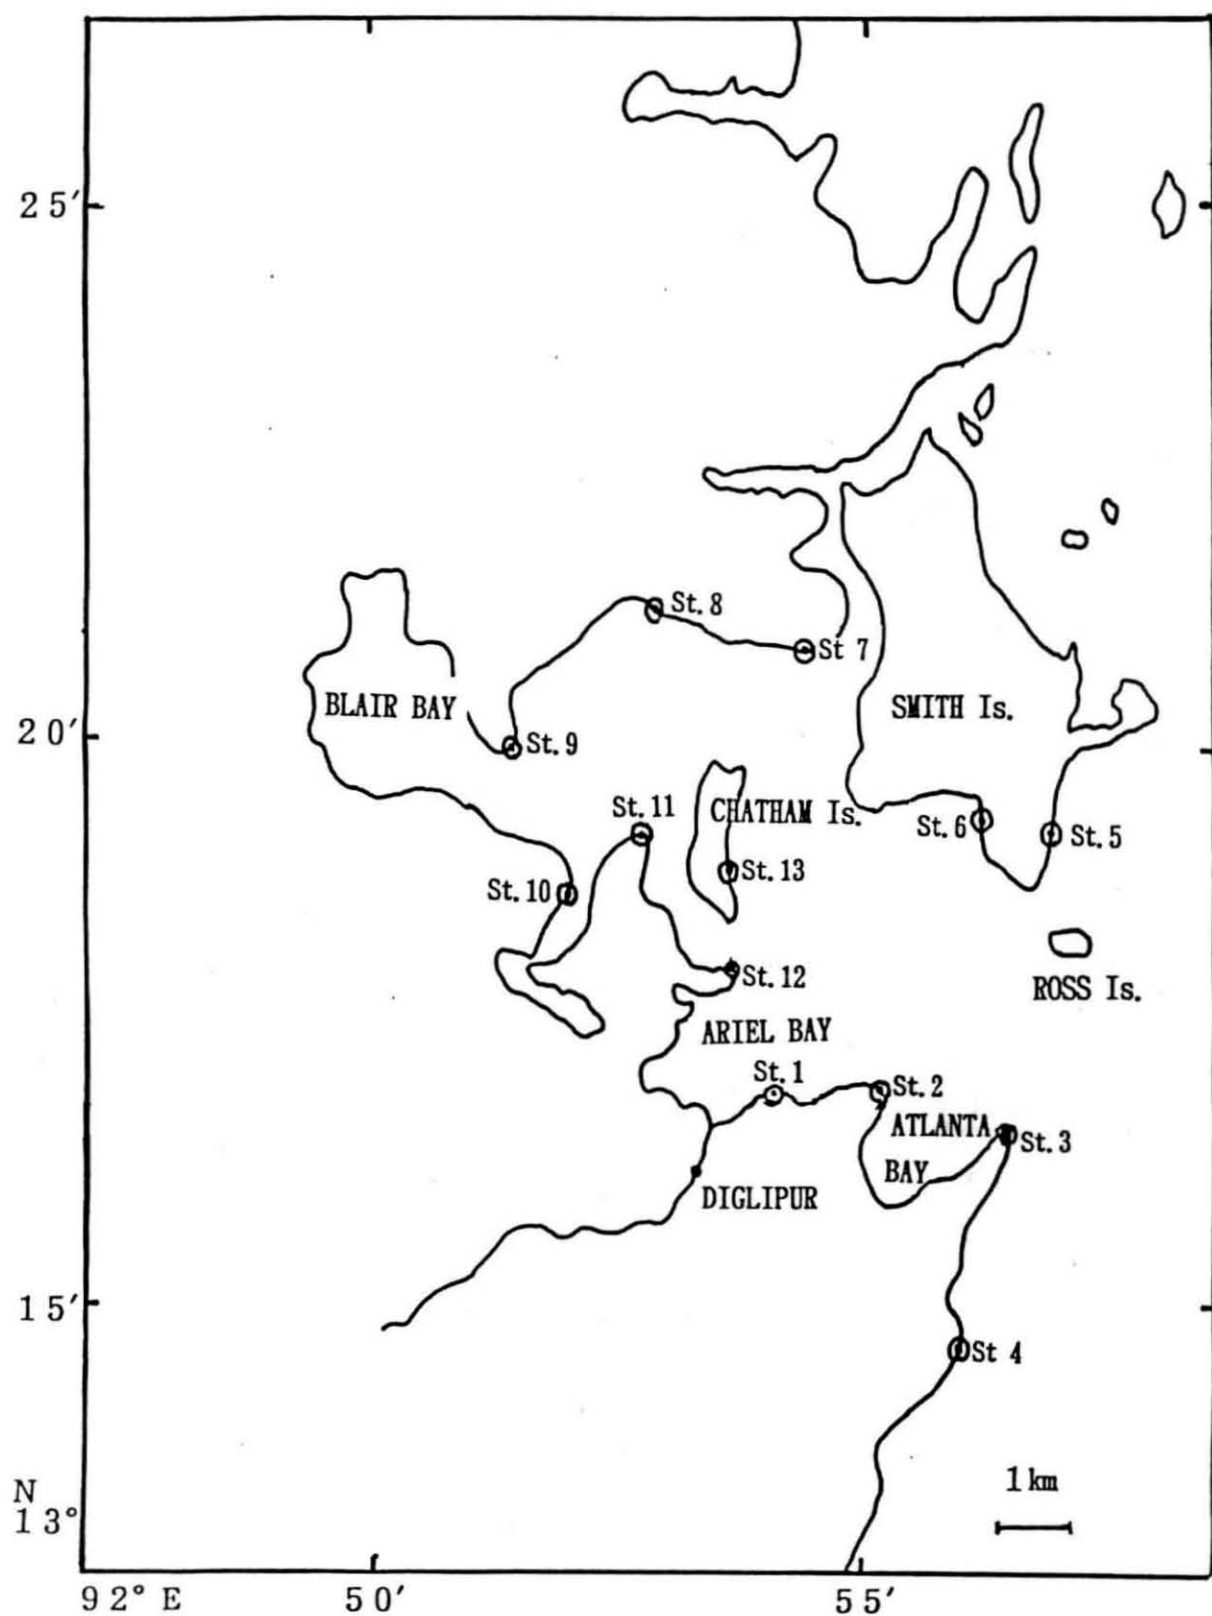 25′
St. 8
St 7
BLAIR BAY
SMITH Is.
20′
St. 9
St. 11
CHATHAM Is.
St. 6
St. 5
St. 13
St. 10
St. 12
ROSS Is.
ARIEL BAY
St. 1
St. 2
ATLANTA
St. 3
BAY
DIGLIPUR
15′
St 4
1 km
N
13°
92° E
50′
55′